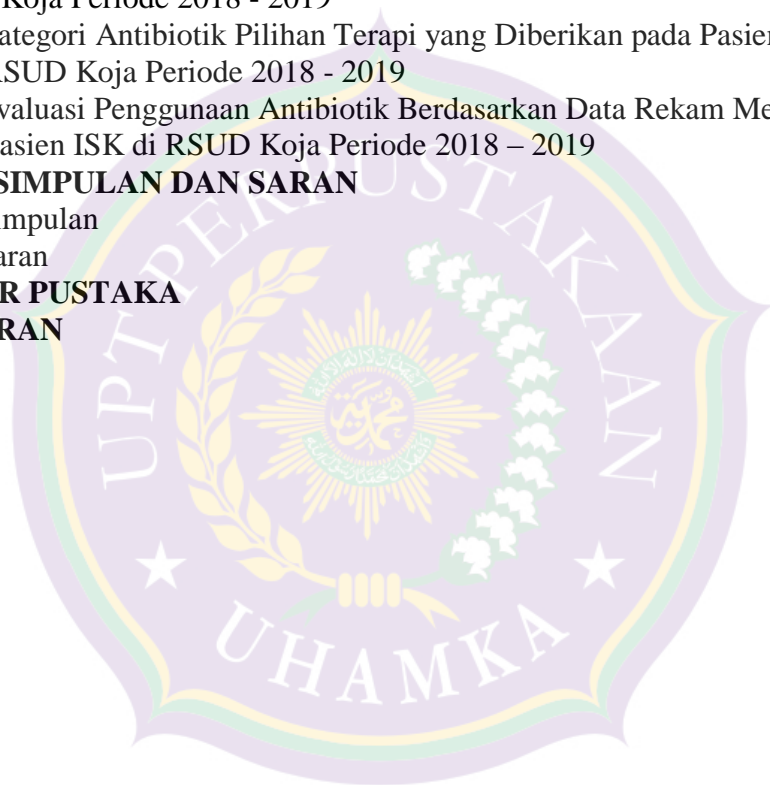 Koja Periode 2018 - 2019
ategori Antibiotik Pilihan Terapi yang Diberikan pada Pasien
RSUD Koja Periode 2018 - 2019
valuasi Penggunaan Antibiotik Berdasarkan Data Rekam Me
asien ISK di RSUD Koja Periode 2018 – 2019
SIMPULAN DAN SARAN
impulan
aran
R PUSTAKA
RAN
UPT PERPUSTAKAAN
UHAMKA